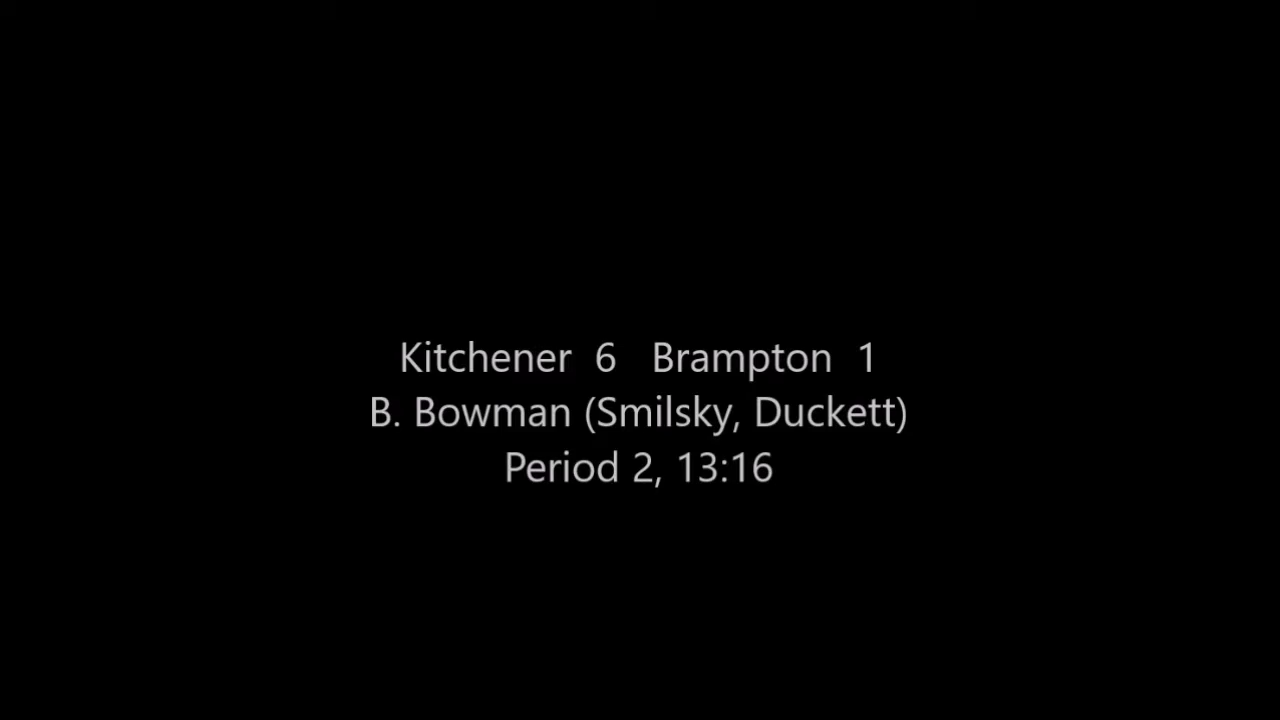 Kitchener  6   Brampton  1
B. Bowman (Smilsky, Duckett)
Period 2, 13:16